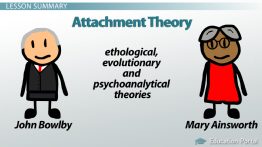 LESSON SUMMARY
Attachment Theory
ethological,
evolutionary
and
psychoanalytical
theories
John Bowlby
Mary Ainsworth
Education Portal